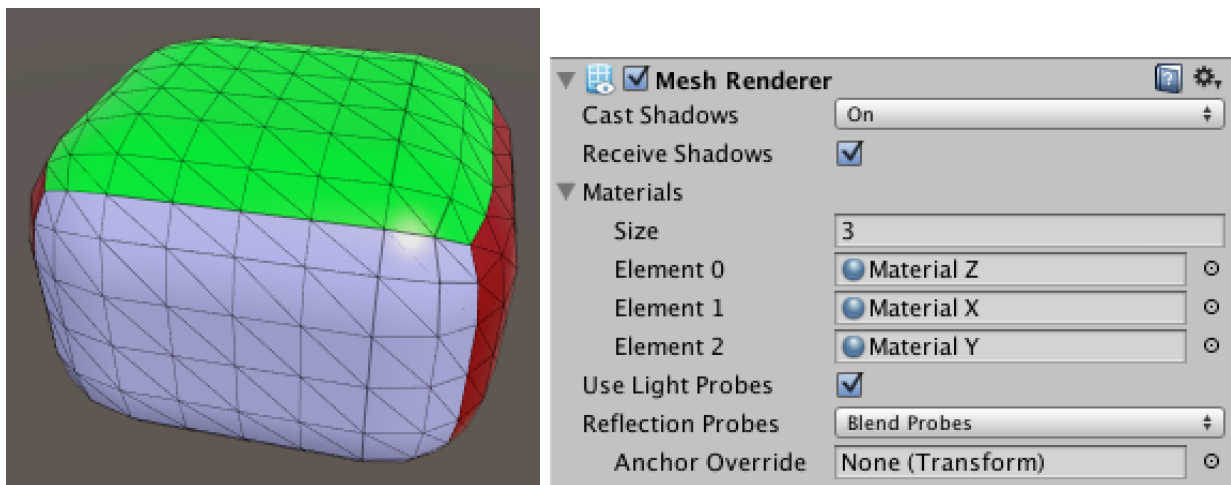 Mesh Renderer
Cast Shadows On
Receive Shadows
Materials
Size 3
Element 0 Material Z
Element 1 Material X
Element 2 Material Y
Use Light Probes
Reflection Probes Blend Probes
Anchor Override None (Transform)